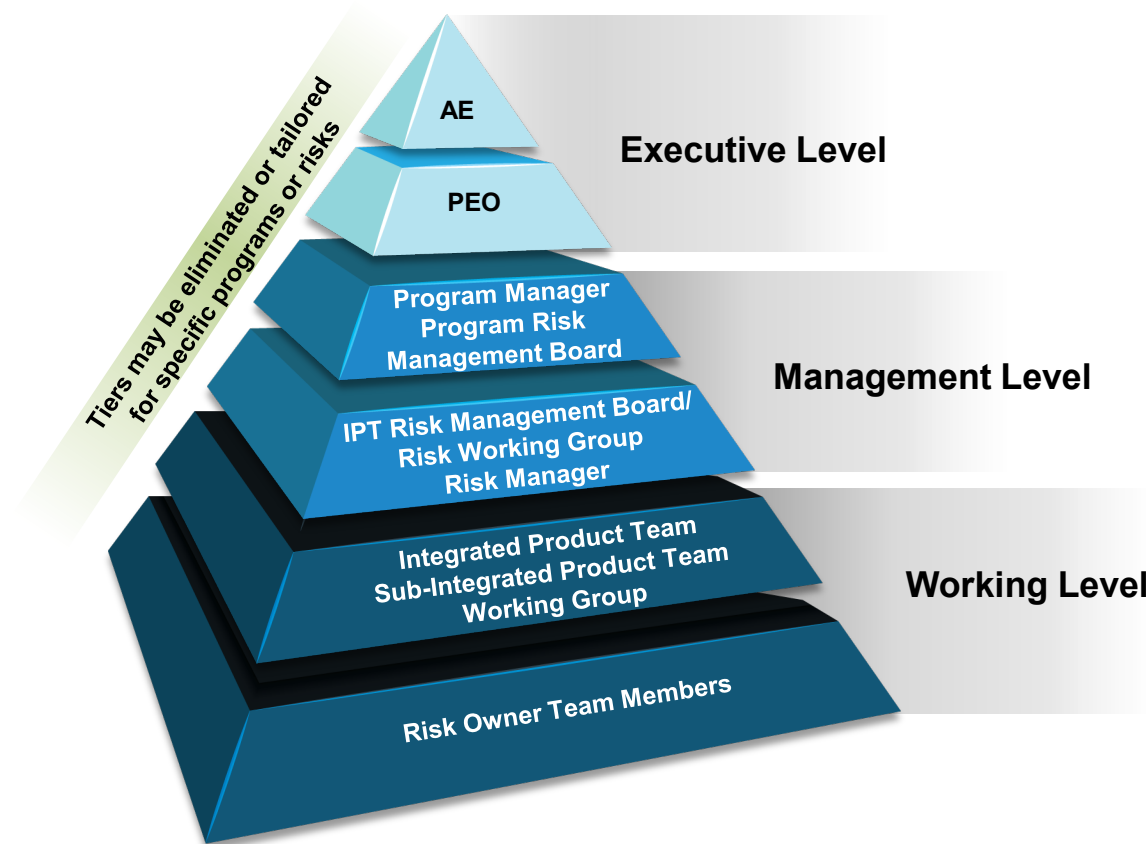 Tiers may be eliminated or tailored
for specific programs or risks
AE
PEO
Executive Level
Program Manager
Program Risk
Management Board
Management Level
IPT Risk Management Board/
Risk Working Group
Risk Manager
Integrated Product Team
Sub-Integrated Product Team
Working Group
Working Level
Risk Owner Team Members